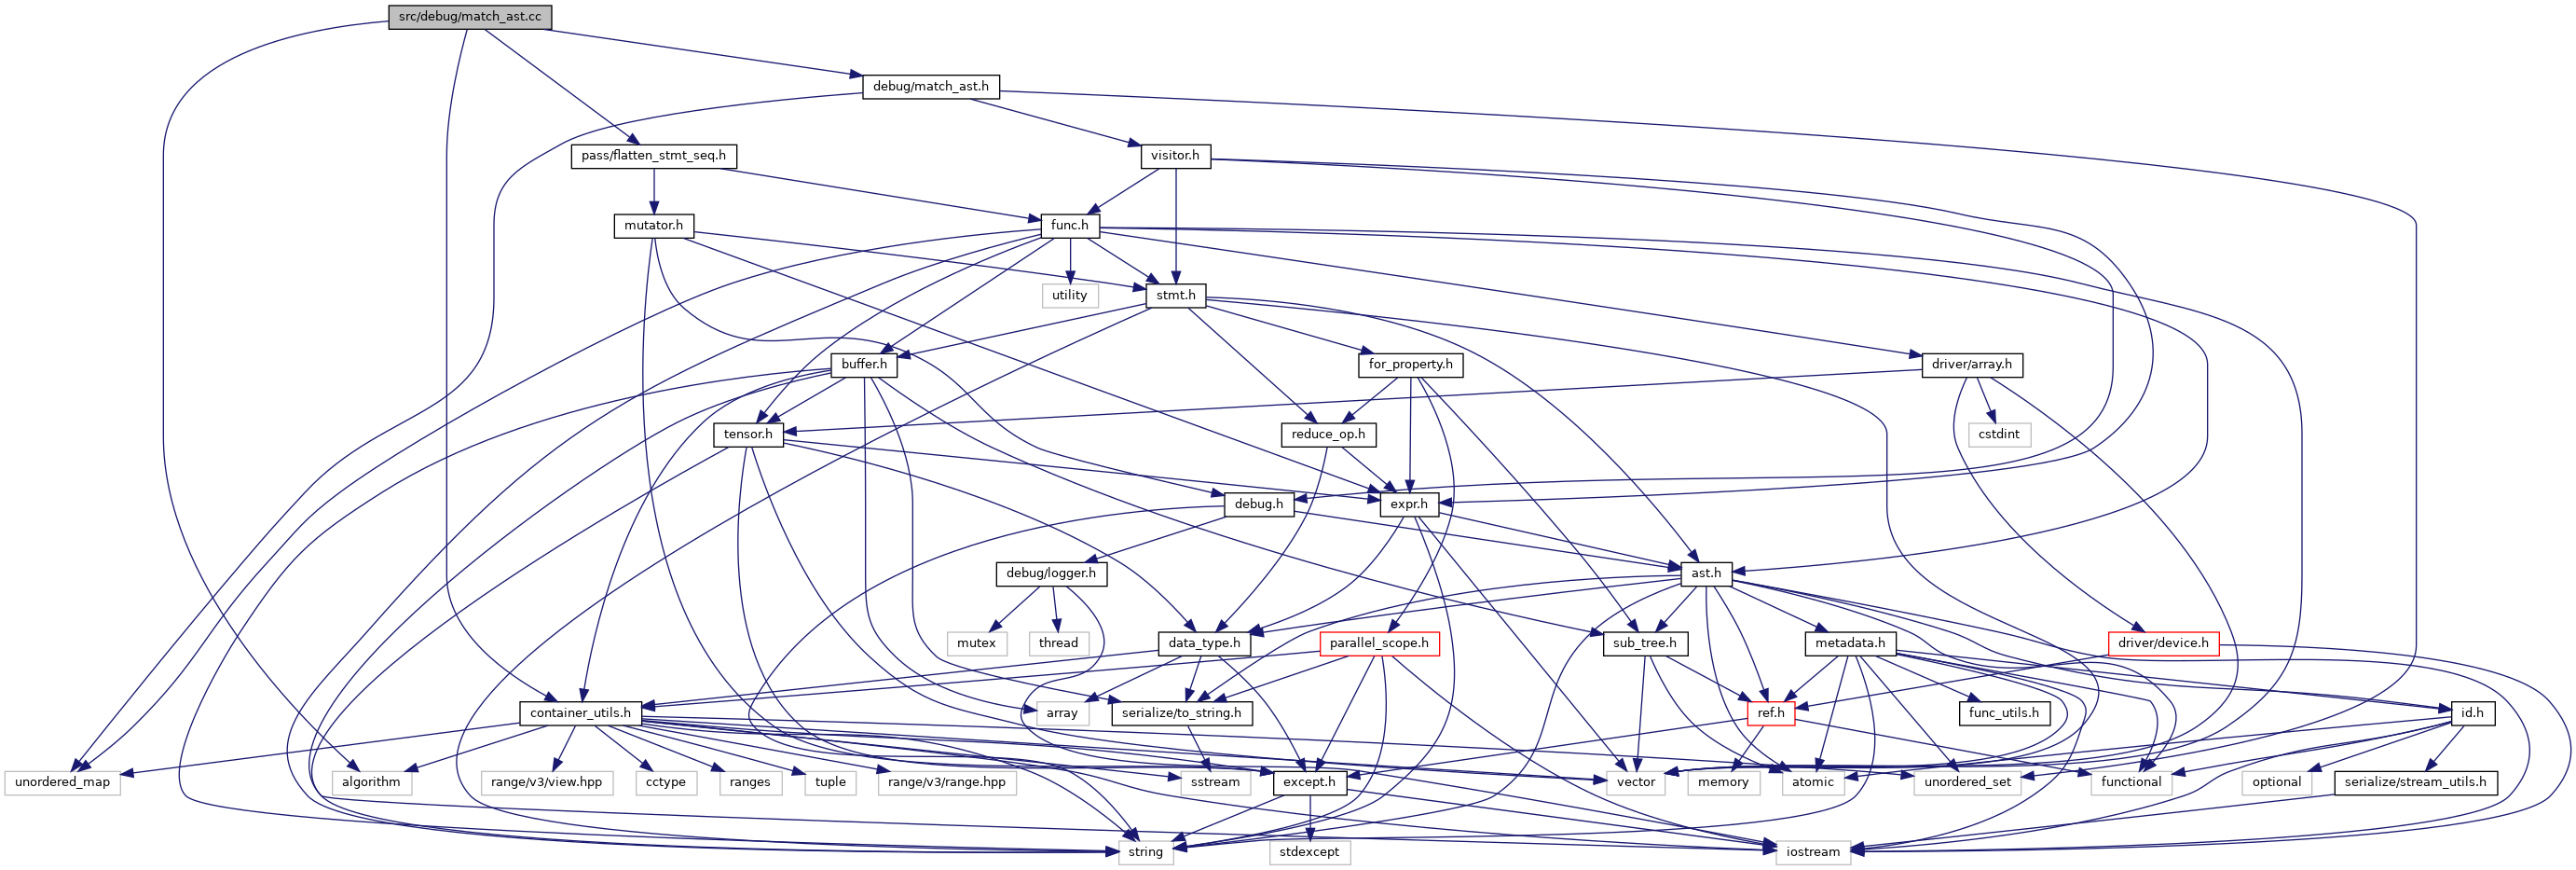 src/debug/match_ast.cc
debug/match_ast.h
pass/flatten_stmt_seq.h
visitor.h
mutator.h
func.h
utility
stmt.h
buffer.h
for_property.h
driver/array.h
tensor.h
reduce_op.h
cstdint
debug.h
expr.h
debug/logger.h
ast.h
mutex
thread
data_type.h
parallel_scope.h
sub_tree.h
metadata.h
driver/device.h
container_utils.h
array
serialize/to_string.h
ref.h
func_utils.h
id.h
unordered_map
algorithm
range/v3/view.hpp
cctype
ranges
tuple
range/v3/range.hpp
sstream
except.h
vector
memory
atomic
unordered_set
functional
optional
serialize/stream_utils.h
string
stdexcept
iostream